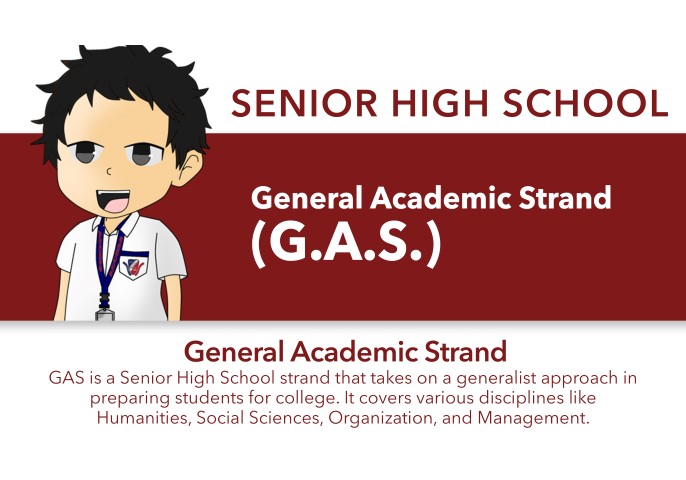 SENIOR HIGH SCHOOL
General Academic Strand
(G.A.S.)
General Academic Strand
GAS is a Senior High School strand that takes on a generalist approach in
preparing students for college. It covers various disciplines like
Humanities, Social Sciences, Organization, and Management.